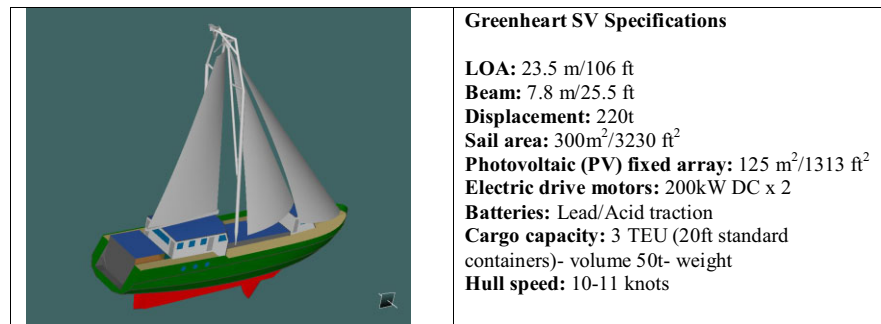 Greenheart SV Specifications
LOA: 23.5 m/106 ft
Beam: 7.8 m/25.5 ft
Displacement: 220t
Sail area: 300m²/3230 ft²
Photovoltaic (PV) fixed array: 125 m²/1313 ft²
Electric drive motors: 200kW DC x 2
Batteries: Lead/Acid traction
Cargo capacity: 3 TEU (20ft standard
containers)- volume 50t- weight
Hull speed: 10-11 knots